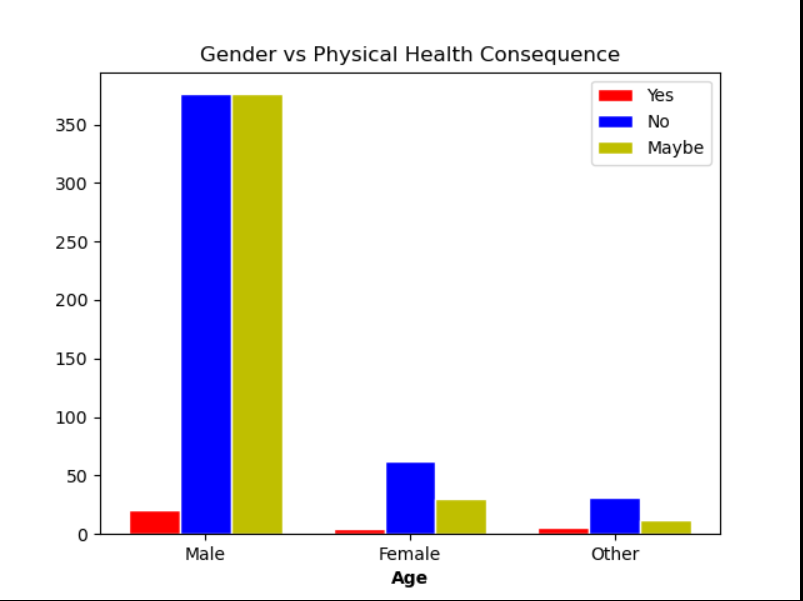 Gender vs Physical Health Consequence
Yes
No
Maybe
350
300
250
200
150
100
50
0
Male Female Other
Age